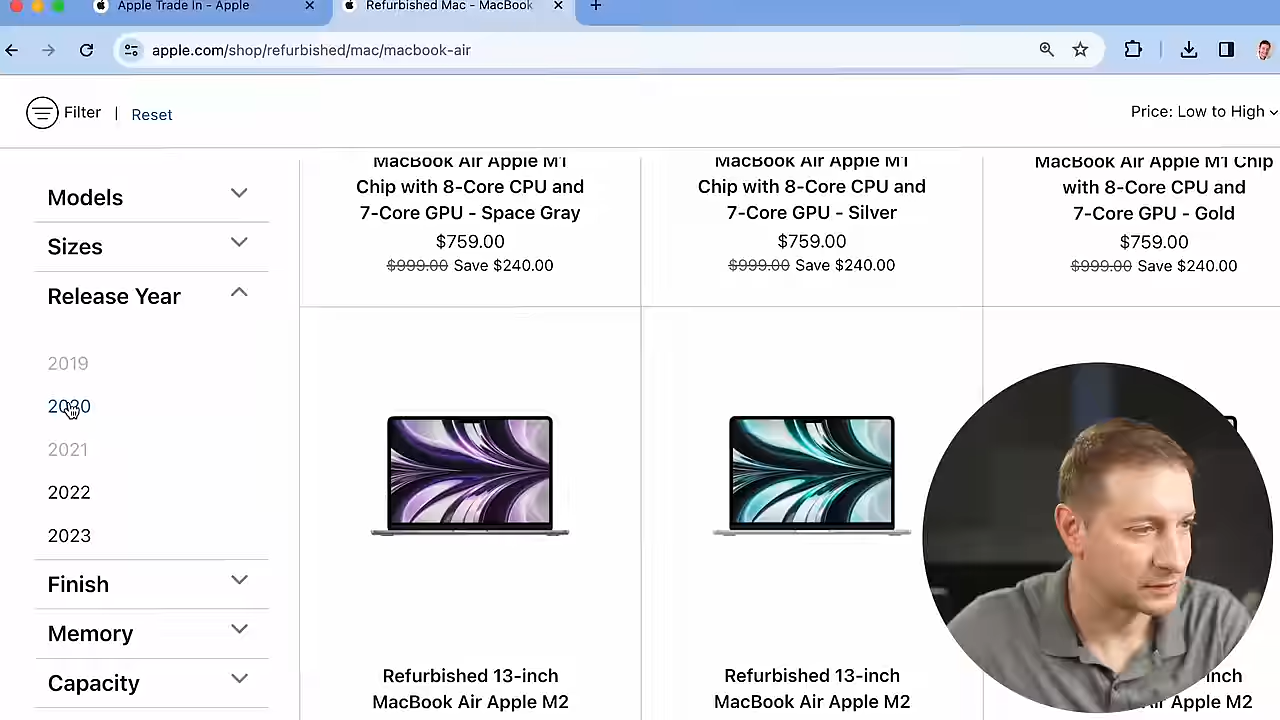 Apple Trade In - Apple
Refurbished Mac - MacBook
apple.com/shop/refurbished/mac/macbook-air
Filter | Reset
Price: Low to High
Models
Sizes
Release Year
2019
2020
2021
2022
2023
Finish
Memory
Capacity
MacBook Air Apple M1
Chip with 8-Core CPU and
7-Core GPU - Space Gray
$759.00
$999.00 Save $240.00
MacBook Air Apple M1
Chip with 8-Core CPU and
7-Core GPU - Silver
$759.00
$999.00 Save $240.00
MacBook Air Apple M1 Chip
with 8-Core CPU and
7-Core GPU - Gold
$759.00
$999.00 Save $240.00
Refurbished 13-inch
MacBook Air Apple M2
Refurbished 13-inch
MacBook Air Apple M2
Air Apple M2